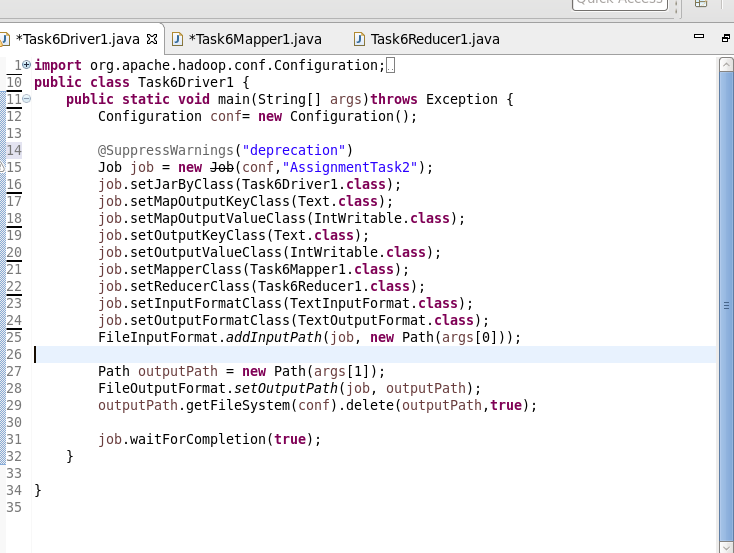 Quick Access
*Task6Driver1.java
*Task6Mapper1.java
Task6Reducer1.java
1 import org.apache.hadoop.conf.Configuration;
10 public class Task6Driver1 {
11 public static void main(String[] args)throws Exception {
12 Configuration conf= new Configuration();
13
14 @SuppressWarnings("deprecation")
15 Job job = new Job(conf,"AssignmentTask2");
16 job.setJarByClass(Task6Driver1.class);
17 job.setMapOutputKeyClass(Text.class);
18 job.setMapOutputValueClass(IntWritable.class);
19 job.setOutputKeyClass(Text.class);
20 job.setOutputValueClass(IntWritable.class);
21 job.setMapperClass(Task6Mapper1.class);
22 job.setReducerClass(Task6Reducer1.class);
23 job.setInputFormatClass(TextInputFormat.class);
24 job.setOutputFormatClass(TextOutputFormat.class);
25 FileInputFormat.addInputPath(job, new Path(args[0]));
26
27 Path outputPath = new Path(args[1]);
28 FileOutputFormat.setOutputPath(job, outputPath);
29 outputPath.getFileSystem(conf).delete(outputPath,true);
30
31 job.waitForCompletion(true);
32 }
33
34 }
35